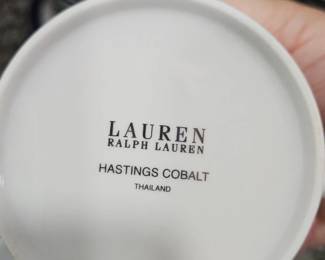 LAUREN
RALPH LAUREN
HASTINGS COBALT
THAILAND